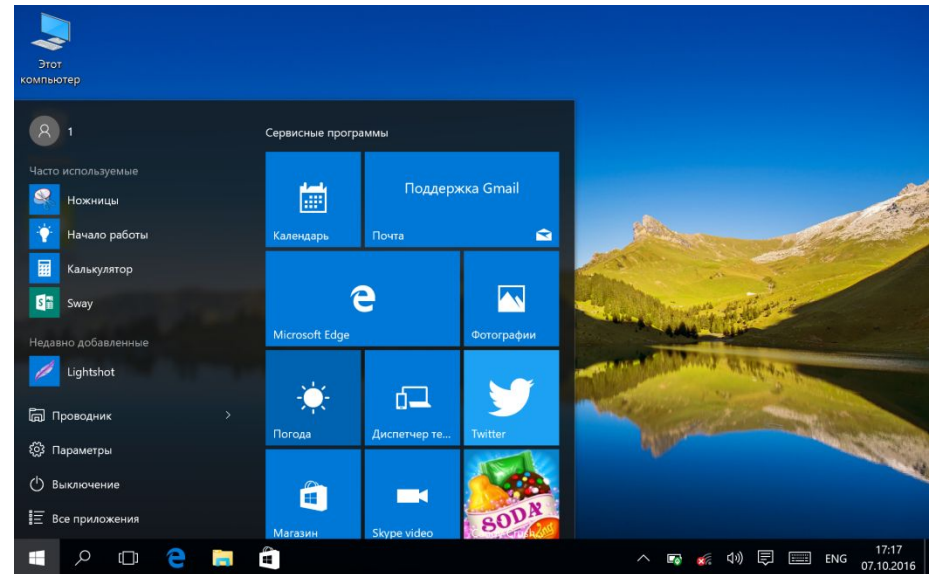 Этот
компьютер
1
Часто используемые
Ножницы
Начало работы
Калькулятор
Sway
Недавно добавленные
Lightshot
Проводник
Параметры
Выключение
Все приложения
Сервисные программы
Календарь
Поддержка Gmail
Почта
Microsoft Edge
Фотографии
Погода
Диспетчер те...
Twitter
Магазин
Skype video
SODA
Candy Crush
ENG
17:17
07.10.2016